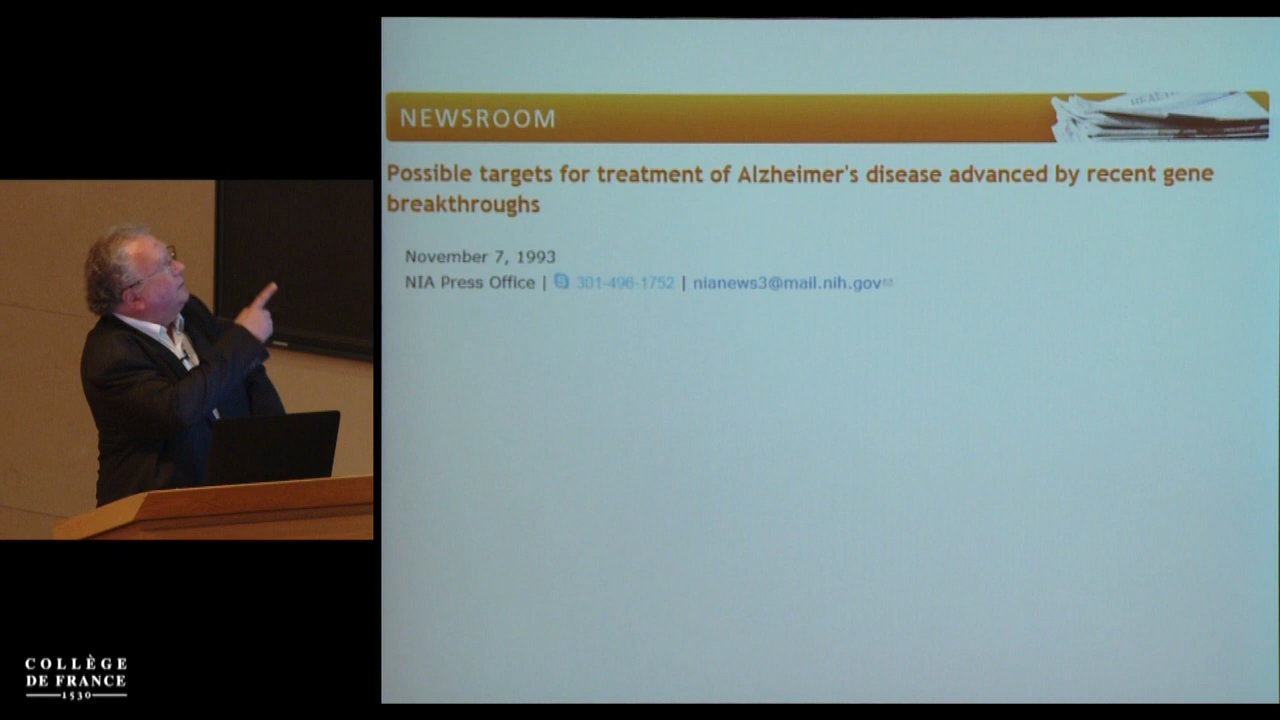 NEWSROOM
Possible targets for treatment of Alzheimer's disease advanced by recent gene
breakthroughs
November 7, 1993
NIA Press Office | 301-496-1752 | nianews3@mail.nih.gov
COLLÈGE
DE FRANCE
1530